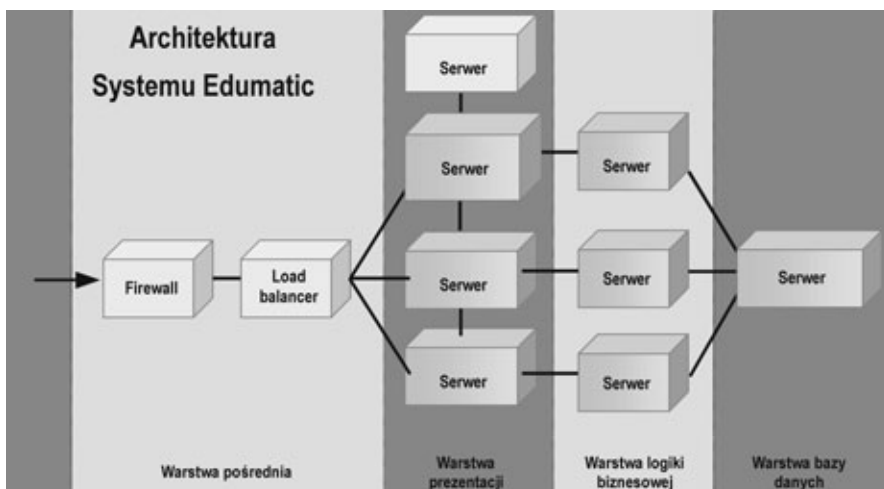 Architektura
Systemu Edumatic
Serwer
Serwer
Serwer
Firewall
Load
balancer
Serwer
Serwer
Serwer
Serwer
Serwer
Warstwa pośrednia
Warstwa
prezentacji
Warstwa logiki
biznesowej
Warstwa bazy
danych